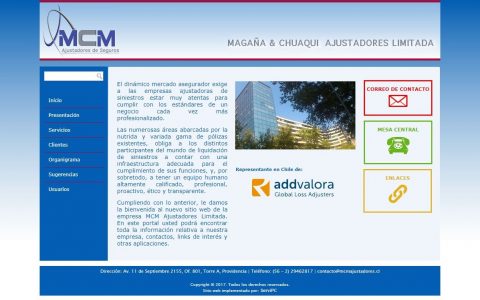 MCM
Ajustadores de Seguros
MAGAÑA & CHUAQUI AJUSTADORES LIMITADA
Inicio
Presentación
Servicios
Clientes
Organigrama
Sugerencias
Usuarios
El dinámico mercado asegurador exige
a las empresas ajustadoras de
siniestros estar muy atentas para
cumplir con los estándares de un
negocio cada vez más
profesionalizado.
Las numerosas áreas abarcadas por la
nutrida y variada gama de pólizas
existentes, obliga a los distintos
participantes del mundo de liquidación
de siniestros a contar con una
infraestructura adecuada para el
cumplimiento de sus funciones, y, por
sobretodo, a tener un equipo humano
altamente calificado, profesional,
proactivo, ético y transparente.
Cumpliendo con lo anterior, le damos
la bienvenida al nuevo sitio web de la
empresa MCM Ajustadores Limitada.
En este portal usted podrá encontrar
toda la información relativa a nuestra
empresa, contactos, links de interés y
otras aplicaciones.
Representante en Chile de:
addvalora
Global Loss Adjusters
CORREO DE CONTACTO
MESA CENTRAL
ENLACES
Dirección: Av. 11 de Septiembre 2155, Of. 801, Torre A, Providencia | Teléfono: (56 - 2) 29462817 | contacto@mcmajustadores.cl
Copyright © 2017. Todos los derechos reservados.
Sitio web implementado por: ServiPC